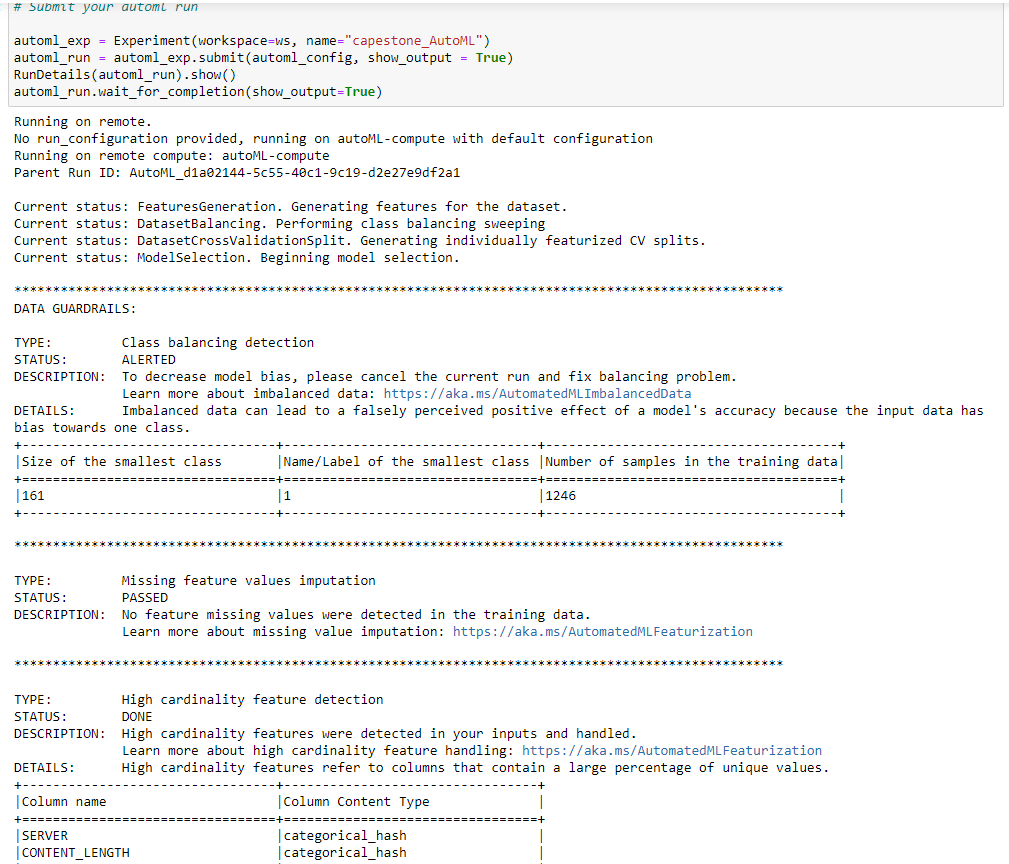 # Submit your automl run
automl_exp = Experiment(workspace=ws, name="capestone_AutoML")
automl_run = automl_exp.submit(automl_config, show_output = True)
RunDetails(automl_run).show()
automl_run.wait_for_completion(show_output=True)
Running on remote.
No run_configuration provided, running on autoML-compute with default configuration
Running on remote compute: autoML-compute
Parent Run ID: AutoML_d1a02144-5c55-40c1-9c19-d2e27e9df2a1
Current status: FeaturesGeneration. Generating features for the dataset.
Current status: DatasetBalancing. Performing class balancing sweeping
Current status: DatasetCrossValidationSplit. Generating individually featurized CV splits.
Current status: ModelSelection. Beginning model selection.
****************************************************************************************************
DATA GUARDRAILS:
TYPE:         Class balancing detection
STATUS:       ALERTED
DESCRIPTION:  To decrease model bias, please cancel the current run and fix balancing problem.
              Learn more about imbalanced data: https://aka.ms/AutomatedMLImbalancedData
DETAILS:      Imbalanced data can lead to a falsely perceived positive effect of a model's accuracy because the input data has
bias towards one class.
+---------------------------------+---------------------------------+--------------------------------------+
|Size of the smallest class       |Name/Label of the smallest class |Number of samples in the training data|
+=================================+=================================+======================================+
|161                              |1                                |1246                                  |
+---------------------------------+---------------------------------+--------------------------------------+
****************************************************************************************************
TYPE:         Missing feature values imputation
STATUS:       PASSED
DESCRIPTION:  No feature missing values were detected in the training data.
              Learn more about missing value imputation: https://aka.ms/AutomatedMLFeaturization
****************************************************************************************************
TYPE:         High cardinality feature detection
STATUS:       DONE
DESCRIPTION:  High cardinality features were detected in your inputs and handled.
              Learn more about high cardinality feature handling: https://aka.ms/AutomatedMLFeaturization
DETAILS:      High cardinality features refer to columns that contain a large percentage of unique values.
+---------------------------------+---------------------------------+
|Column name                      |Column Content Type              |
+=================================+=================================+
|SERVER                           |categorical_hash                 |
|CONTENT_LENGTH                   |categorical_hash                 |